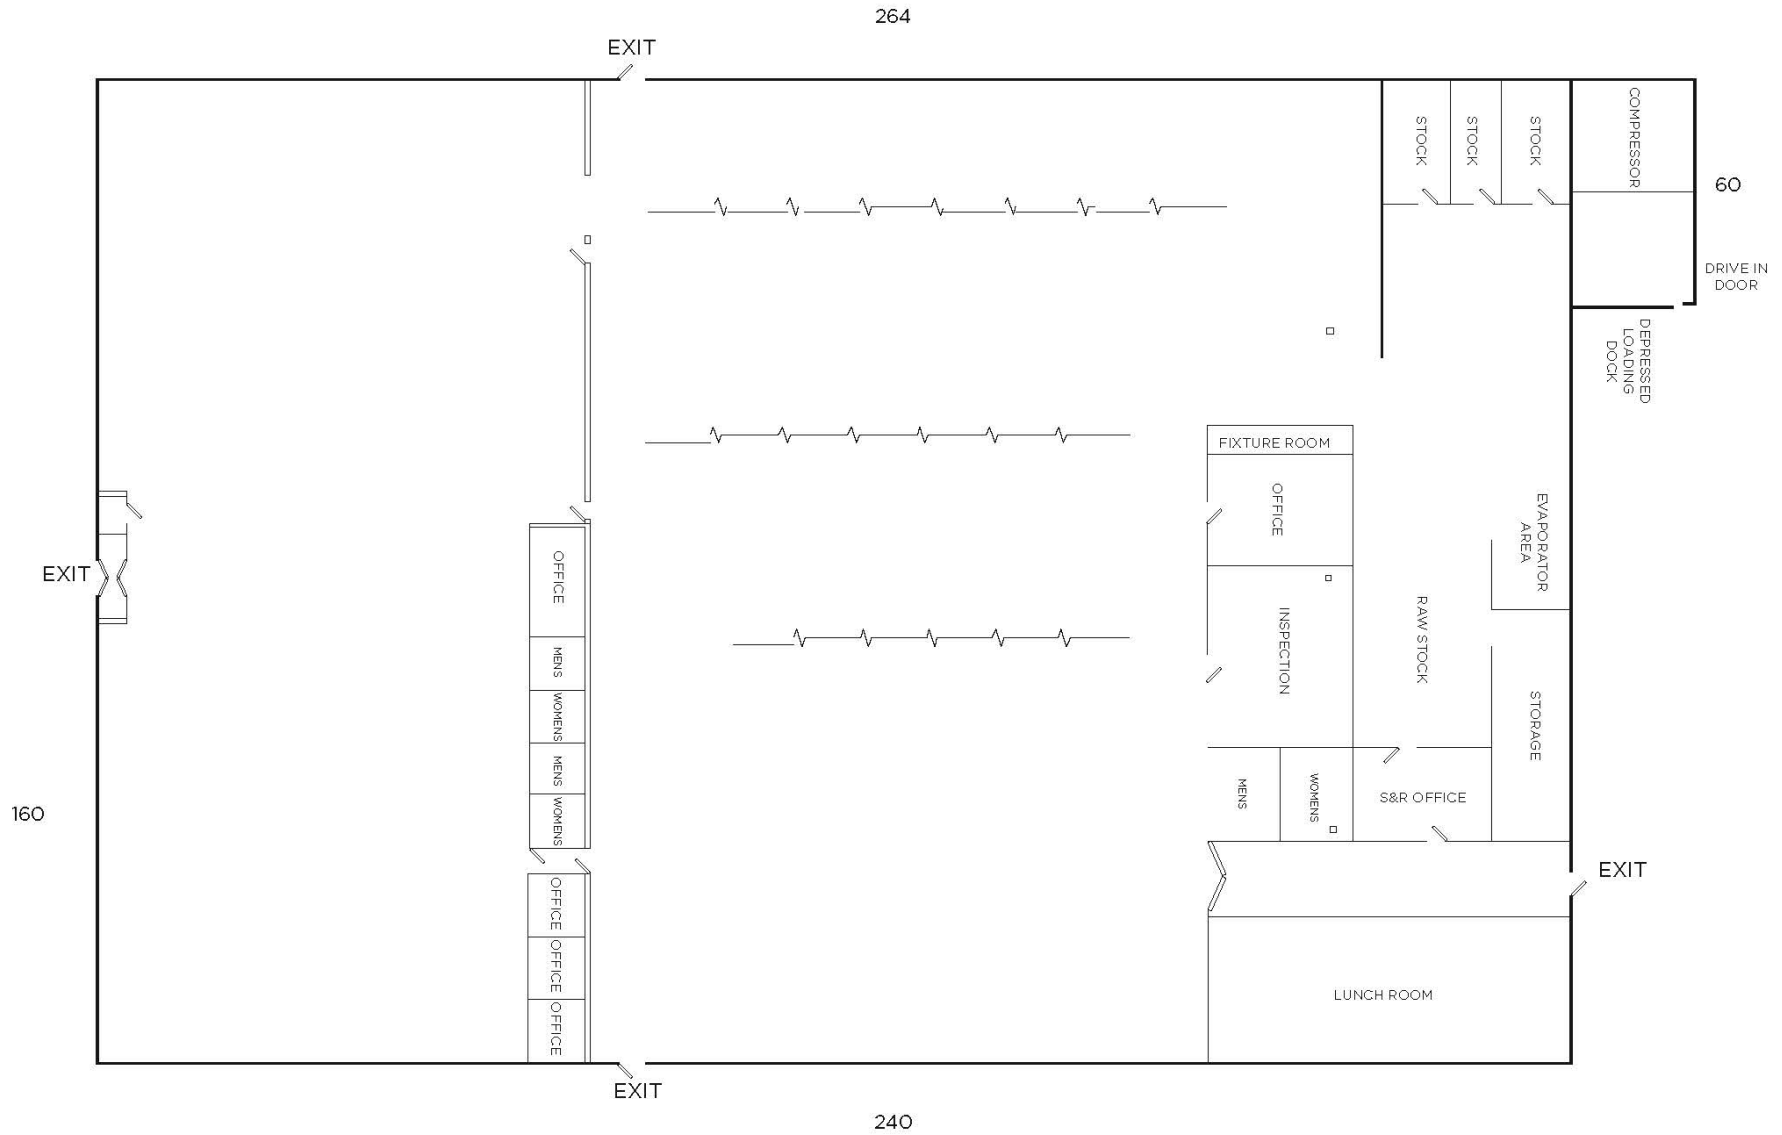 264
EXIT
STOCK
STOCK
STOCK
COMPRESSOR
60
DRIVE IN
DOOR
DEPRESSED
LOADING
DOCK
FIXTURE ROOM
OFFICE
EVAPORATOR
AREA
EXIT
OFFICE
INSPECTION
RAW STOCK
MENS
WOMENS
MENS
WOMENS
STORAGE
160
MENS
WOMENS
S&R OFFICE
EXIT
OFFICE
OFFICE
OFFICE
LUNCH ROOM
EXIT
240